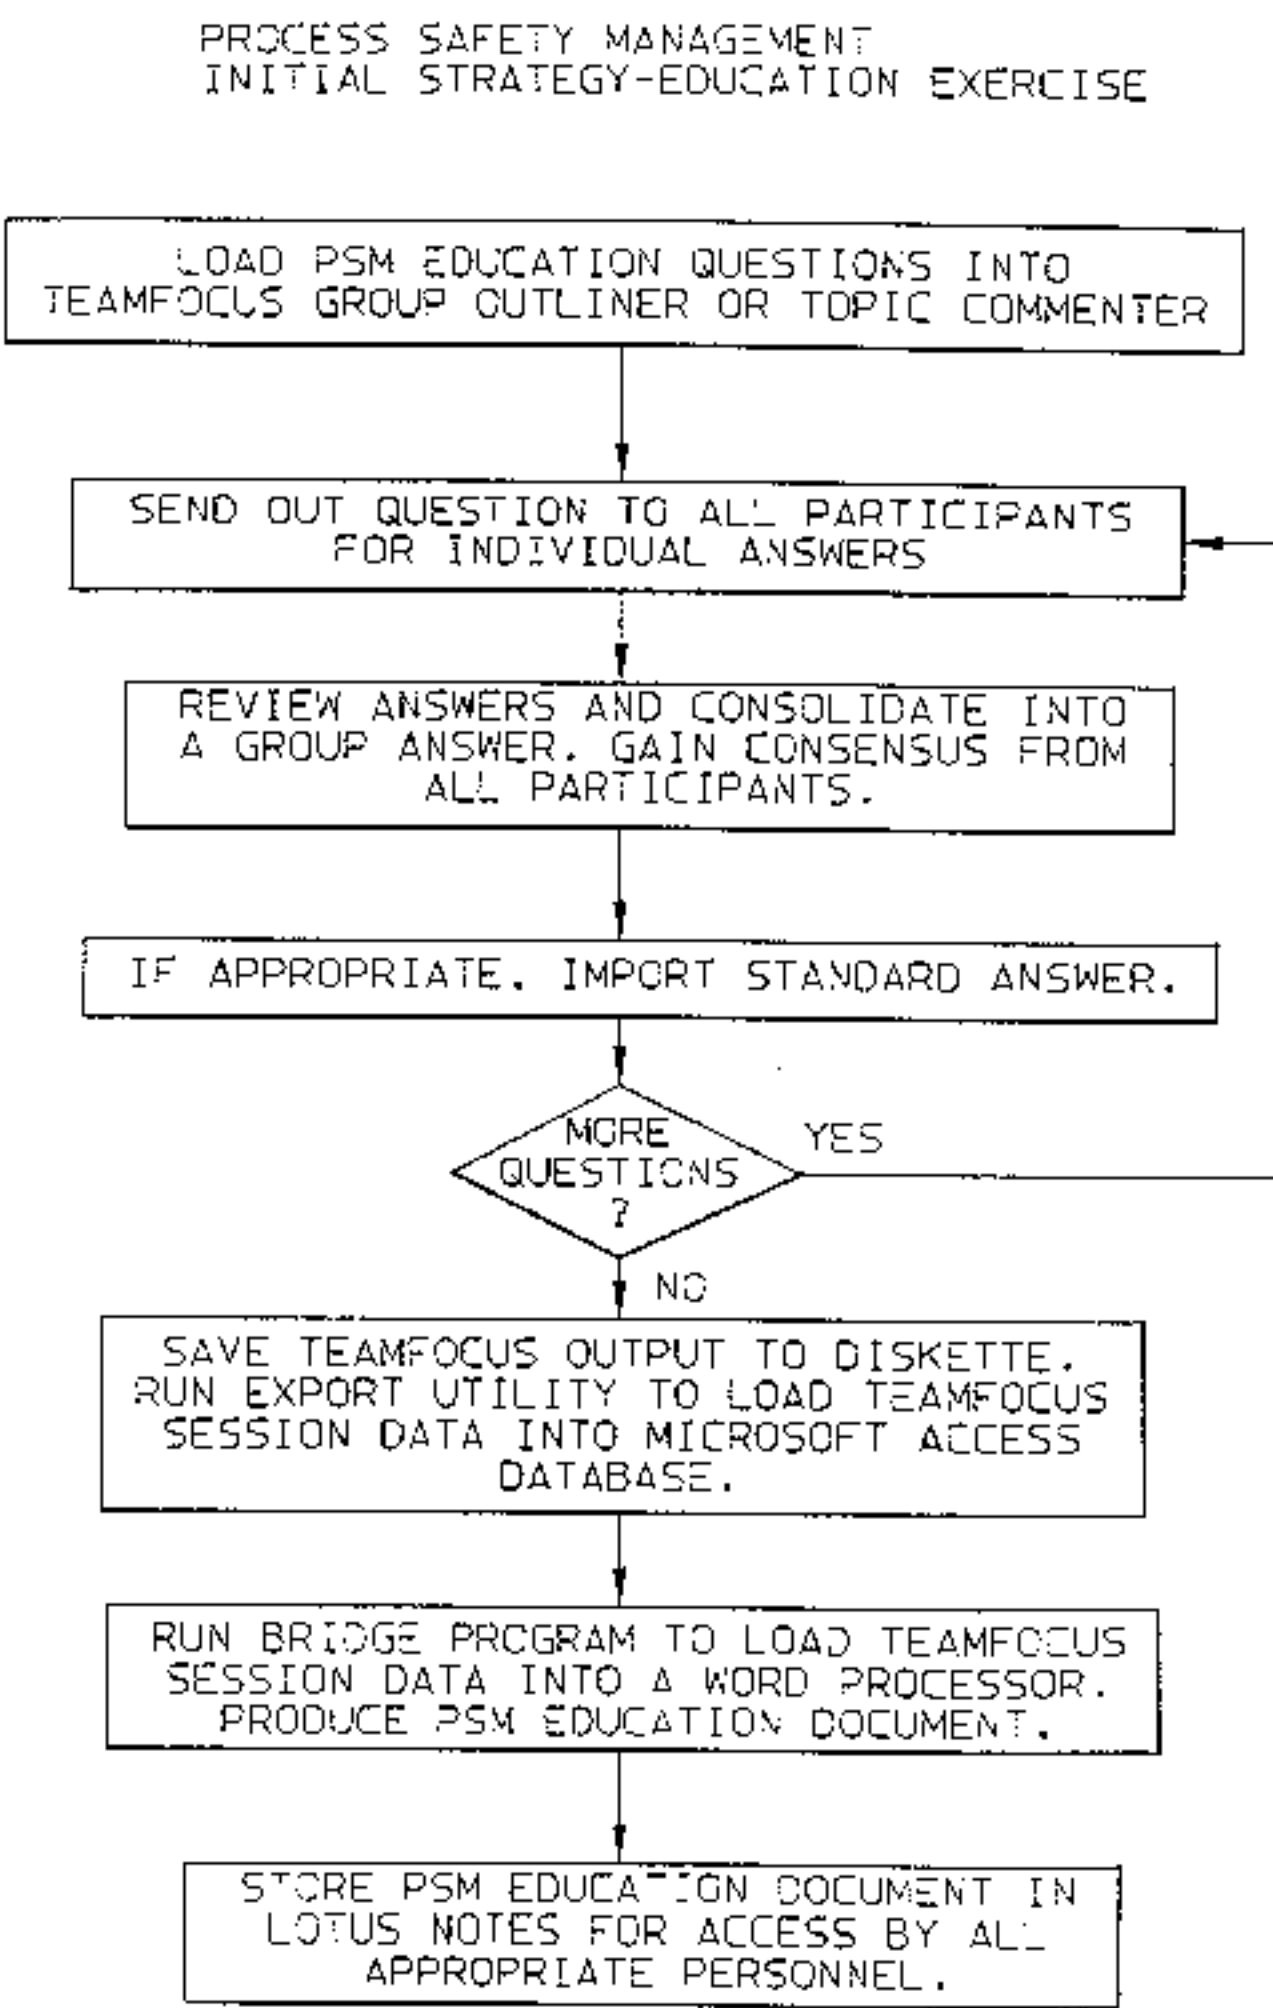 PROCESS SAFETY MANAGEMENT
INITIAL STRATEGY-EDUCATION EXERCISE
LOAD PSM EDUCATION QUESTIONS INTO
TEAMFOCUS GROUP OUTLINER OR TOPIC COMMENTER
SEND OUT QUESTION TO ALL PARTICIPANTS
FOR INDIVIDUAL ANSWERS
REVIEW ANSWERS AND CONSOLIDATE INTO
A GROUP ANSWER. GAIN CONSENSUS FROM
ALL PARTICIPANTS.
IF APPROPRIATE, IMPORT STANDARD ANSWER.
MORE
QUESTIONS
?
YES
NO
SAVE TEAMFOCUS OUTPUT TO DISKETTE.
RUN EXPORT UTILITY TO LOAD TEAMFOCUS
SESSION DATA INTO MICROSOFT ACCESS
DATABASE.
RUN BRIDGE PROGRAM TO LOAD TEAMFOCUS
SESSION DATA INTO A WORD PROCESSOR.
PRODUCE PSM EDUCATION DOCUMENT.
STORE PSM EDUCATION DOCUMENT IN
LOTUS NOTES FOR ACCESS BY ALL
APPROPRIATE PERSONNEL.